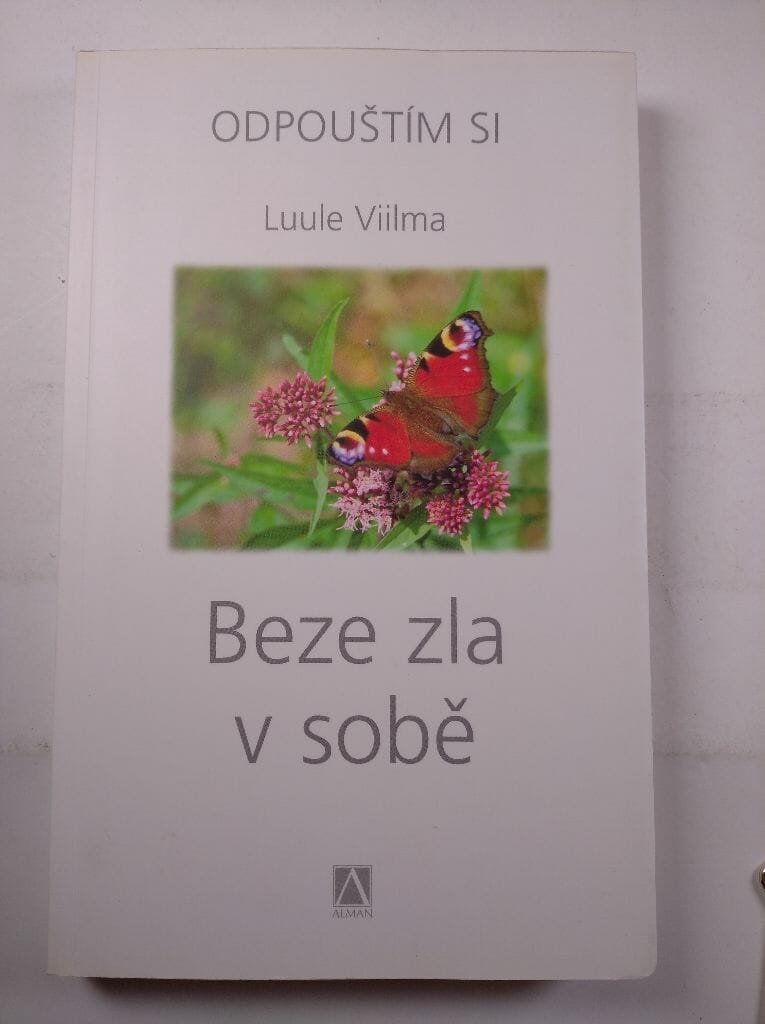 ODPOUŠTÍM SI
Luule Viilma
Beze zla
v sobě
ALMAN